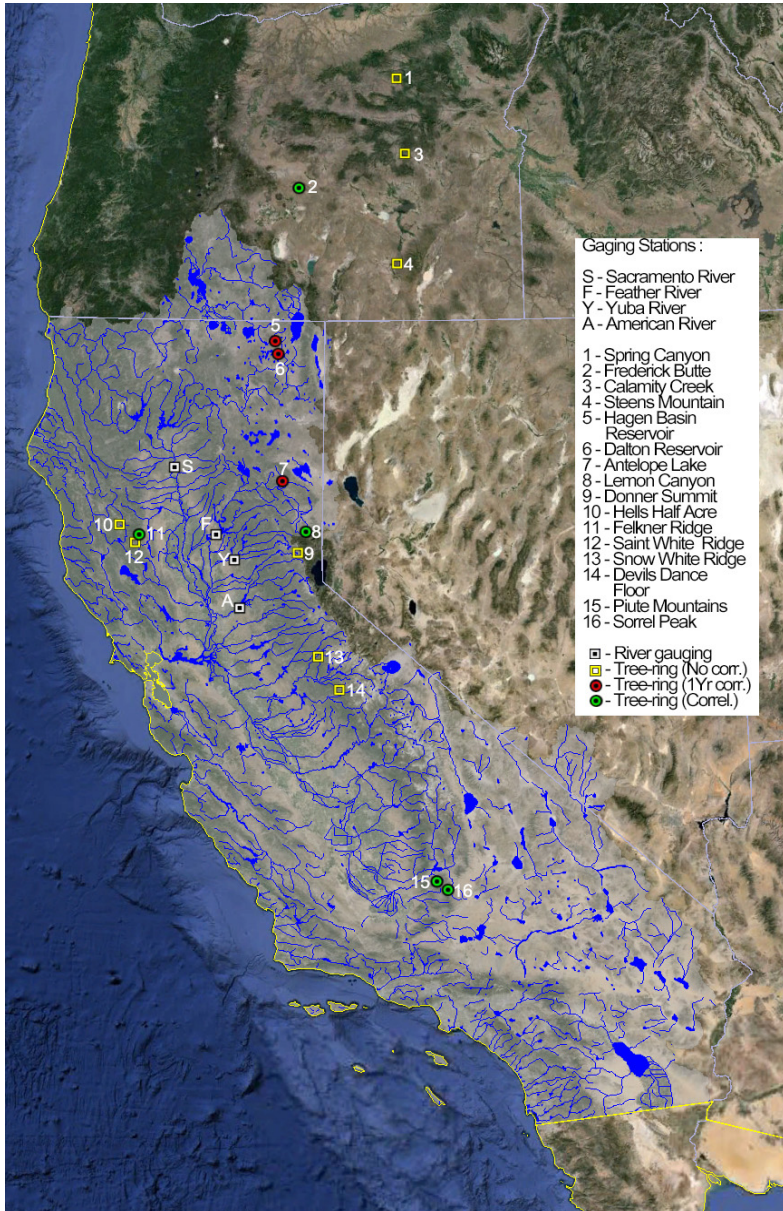 1
3
2
4
Gaging Stations :
S - Sacramento River
F - Feather River
Y - Yuba River
A - American River
1 - Spring Canyon
2 - Frederick Butte
3 - Calamity Creek
4 - Steens Mountain
5 - Hagen Basin
Reservoir
6 - Dalton Reservoir
7 - Antelope Lake
8 - Lemon Canyon
9 - Donner Summit
10 - Hells Half Acre
11 - Felkner Ridge
12 - Saint White Ridge
13 - Snow White Ridge
14 - Devils Dance
Floor
15 - Piute Mountains
16 - Sorrel Peak
- River gauging
- Tree-ring (No corr.)
- Tree-ring (1Yr corr.)
- Tree-ring (Correl.)
5
6
S
7
10
11
12
F
8
9
Y
A
13
14
15
16